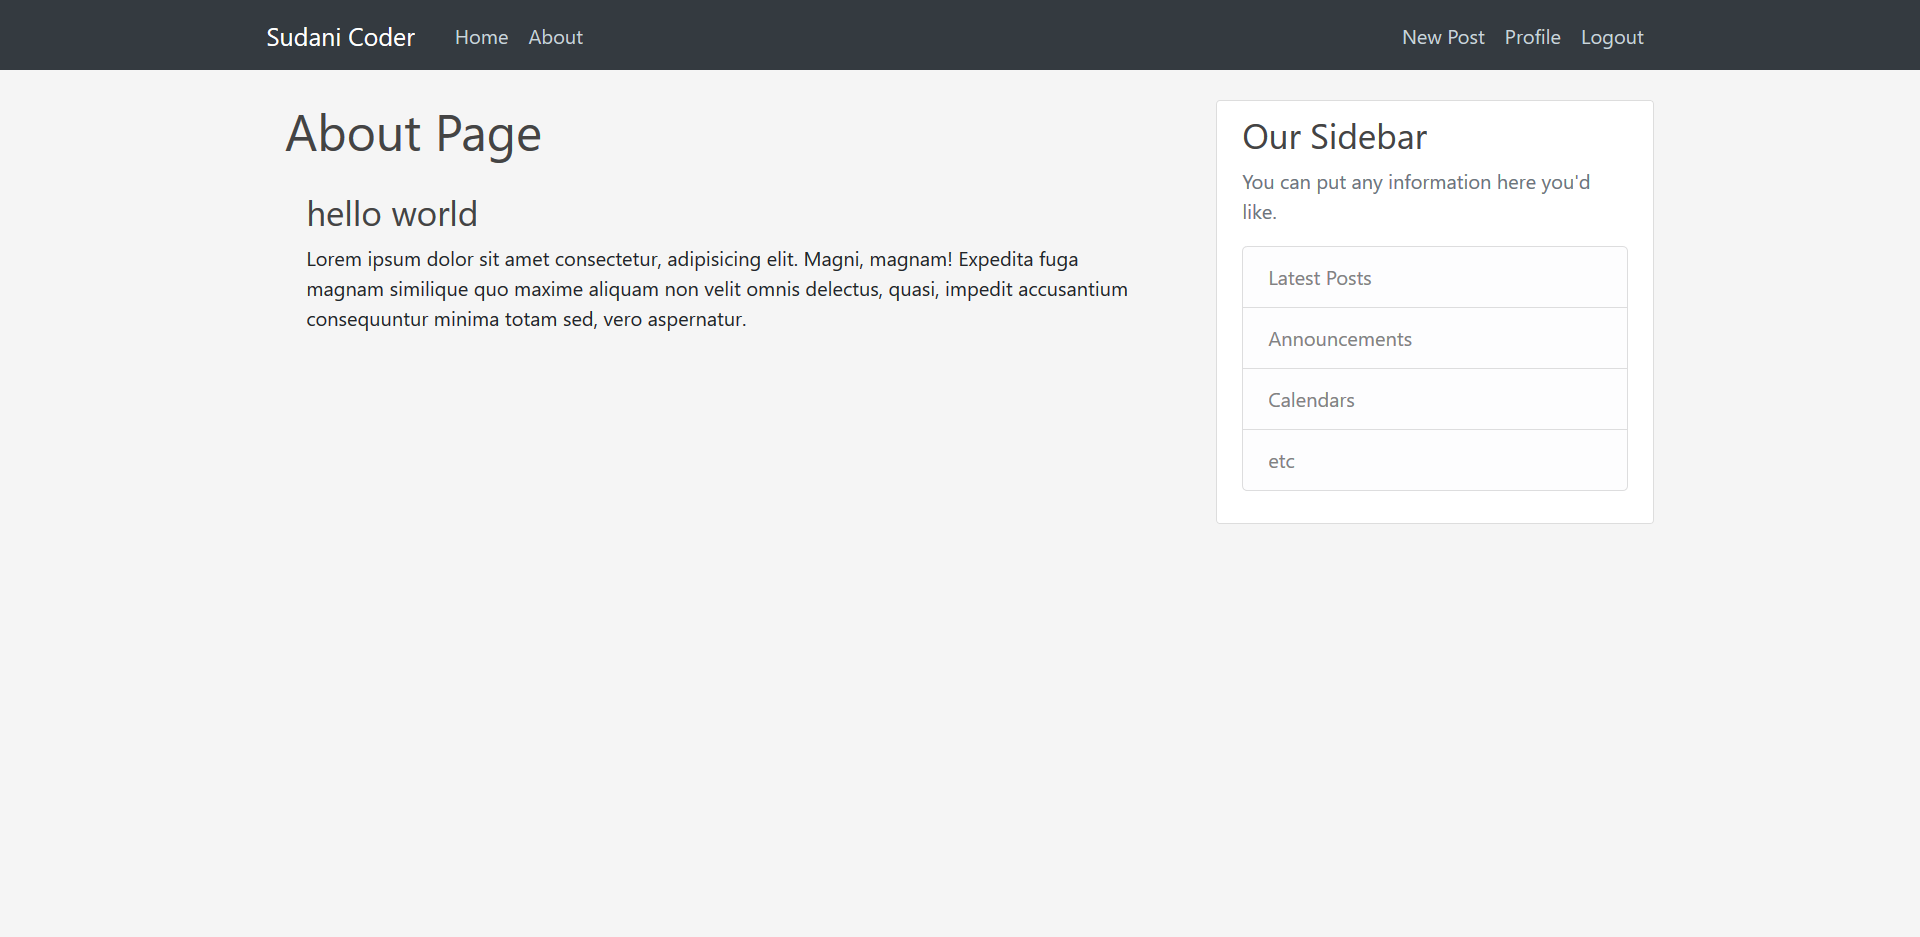 Sudani Coder Home About New Post Profile Logout
About Page
hello world
Lorem ipsum dolor sit amet consectetur, adipisicing elit. Magni, magnam! Expedita fuga
magnam similique quo maxime aliquam non velit omnis delectus, quasi, impedit accusantium
consequuntur minima totam sed, vero aspernatur.
Our Sidebar
You can put any information here you'd
like.
Latest Posts
Announcements
Calendars
etc